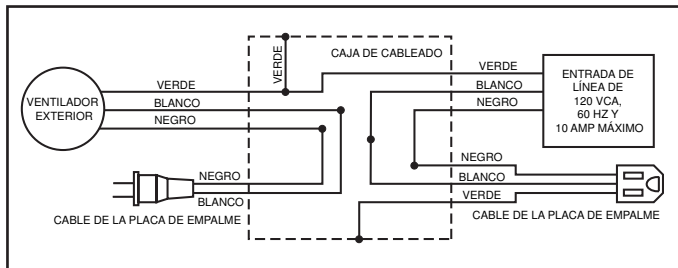 CAJA DE CABLEADO
VERDE
VENTILADOR
EXTERIOR
VERDE
BLANCO
NEGRO
NEGRO
BLANCO
CABLE DE LA PLACA DE EMPALME
VERDE
BLANCO
NEGRO
ENTRADA DE
LÍNEA DE
120 VCA,
60 HZ Y
10 AMP MÁXIMO
NEGRO
BLANCO
VERDE
CABLE DE LA PLACA DE EMPALME